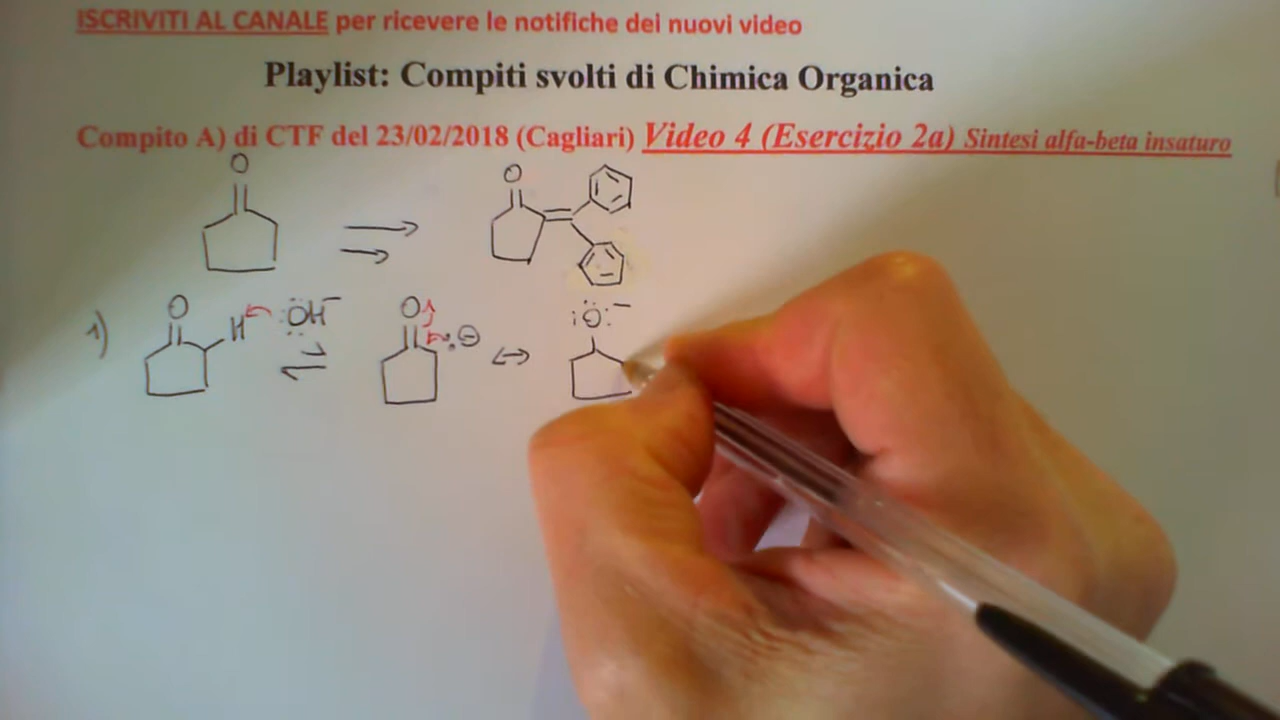 ISCRIVITI AL CANALE per ricevere le notifiche dei nuovi video
Playlist: Compiti svolti di Chimica Organica
Compito A) di CTF del 23/02/2018 (Cagliari) Video 4 (Esercizio 2a) Sintesi alfa-beta insaturo
O O
1) O H :ÖH⁻ O :⊖ :Ö:⁻